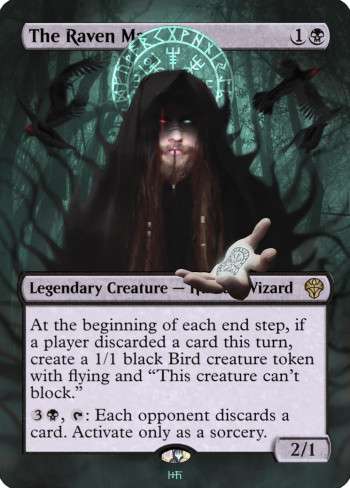 The Raven M 1
Legendary Creature — Wizard
At the beginning of each end step, if
a player discarded a card this turn,
create a 1/1 black Bird creature token
with flying and “This creature can't
block.”
3 , : Each opponent discards a
card. Activate only as a sorcery.
2/1